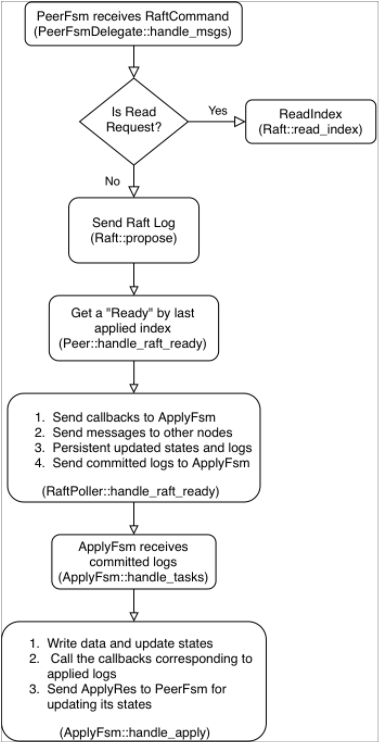 PeerFsm receives RaftCommand
(PeerFsmDelegate::handle_msgs)
Is Read
Request?
Yes
ReadIndex
(Raft::read_index)
No
Send Raft Log
(Raft::propose)
Get a "Ready" by last
applied index
(Peer::handle_raft_ready)
1. Send callbacks to ApplyFsm
2. Send messages to other nodes
3. Persistent updated states and logs
4. Send committed logs to ApplyFsm
(RaftPoller::handle_raft_ready)
ApplyFsm receives
committed logs
(ApplyFsm::handle_tasks)
1. Write data and update states
2. Call the callbacks corresponding to
applied logs
3. Send ApplyRes to PeerFsm for
updating its states
(ApplyFsm::handle_apply)